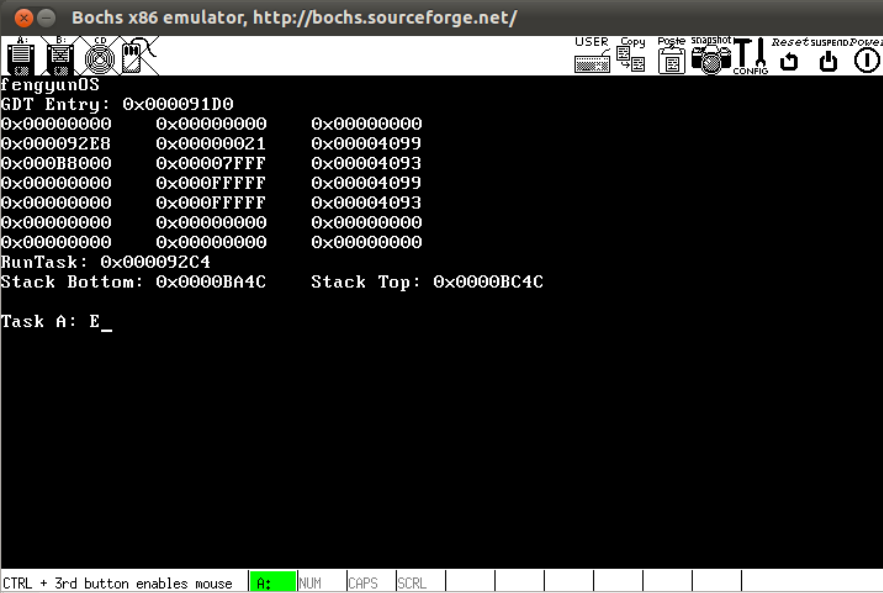 Bochs x86 emulator, http://bochs.sourceforge.net/
A: B: CD USER Copy Paste snapshot CONFIG Reset SUSPEND Power
fengyunOS
GDT Entry: 0x000091D0
0x00000000 0x00000000 0x00000000
0x000092E8 0x00000021 0x00004099
0x000B8000 0x00007FFF 0x00004093
0x00000000 0x000FFFFF 0x00004099
0x00000000 0x000FFFFF 0x00004093
0x00000000 0x00000000 0x00000000
0x00000000 0x00000000 0x00000000
RunTask: 0x000092C4
Stack Bottom: 0x0000BA4C Stack Top: 0x0000BC4C
Task A: E_
CTRL + 3rd button enables mouse A: NUM CAPS SCRL